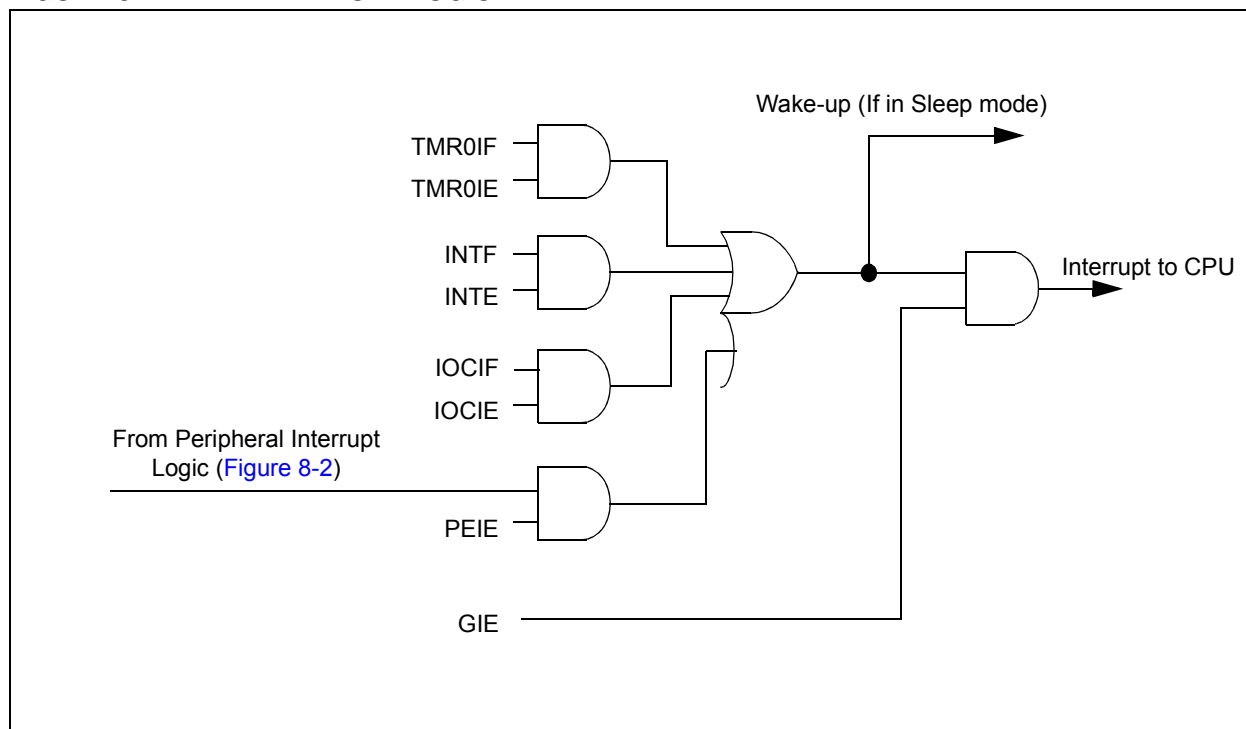 Wake-up (If in Sleep mode)
TMR0IF
TMR0IE
INTF
INTE
Interrupt to CPU
IOCIF
IOCIE
From Peripheral Interrupt
Logic (Figure 8-2)
PEIE
GIE